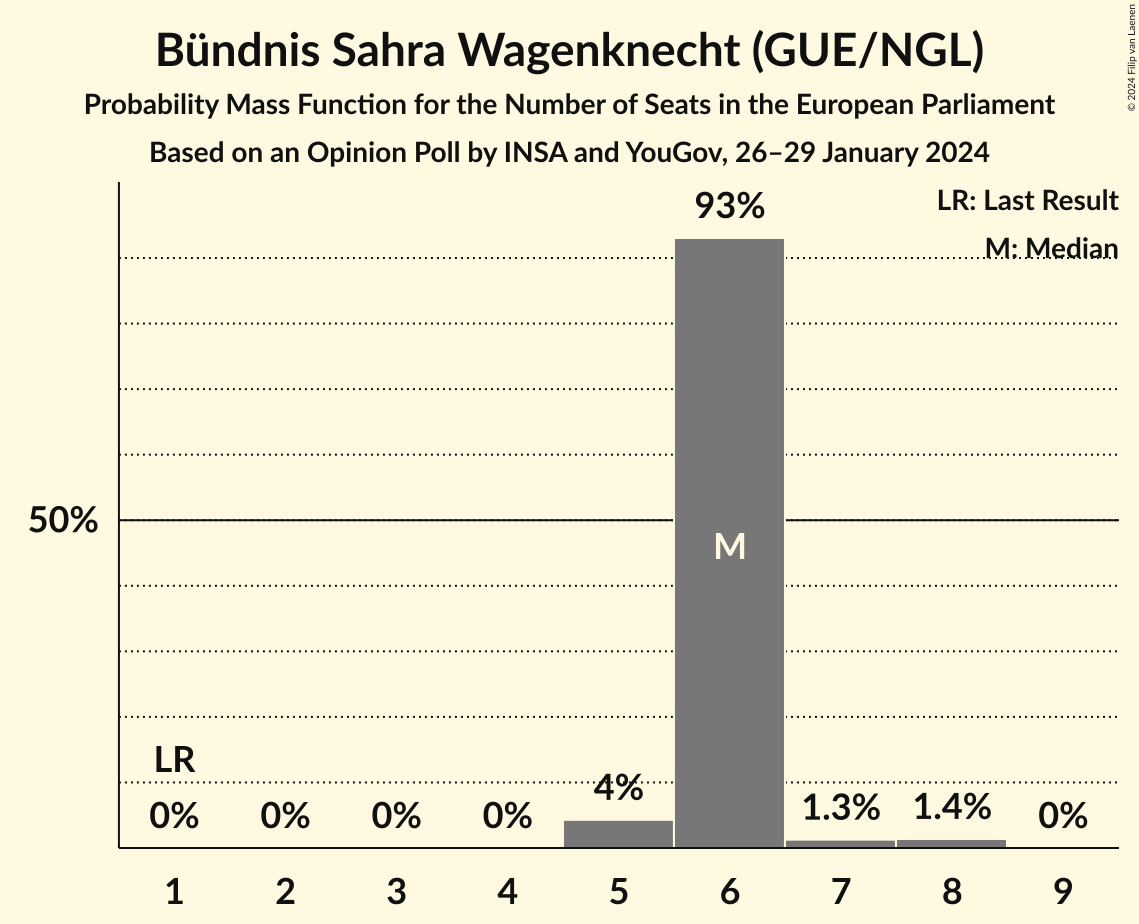 Bündnis Sahra Wagenknecht (GUE/NGL)
Probability Mass Function for the Number of Seats in the European Parliament
Based on an Opinion Poll by INSA and YouGov, 26–29 January 2024
© 2024 Filip van Laenen
LR: Last Result
M: Median
93%
50%
M
LR
0% 0% 0% 0% 4% 1.3% 1.4% 0%
1 2 3 4 5 6 7 8 9